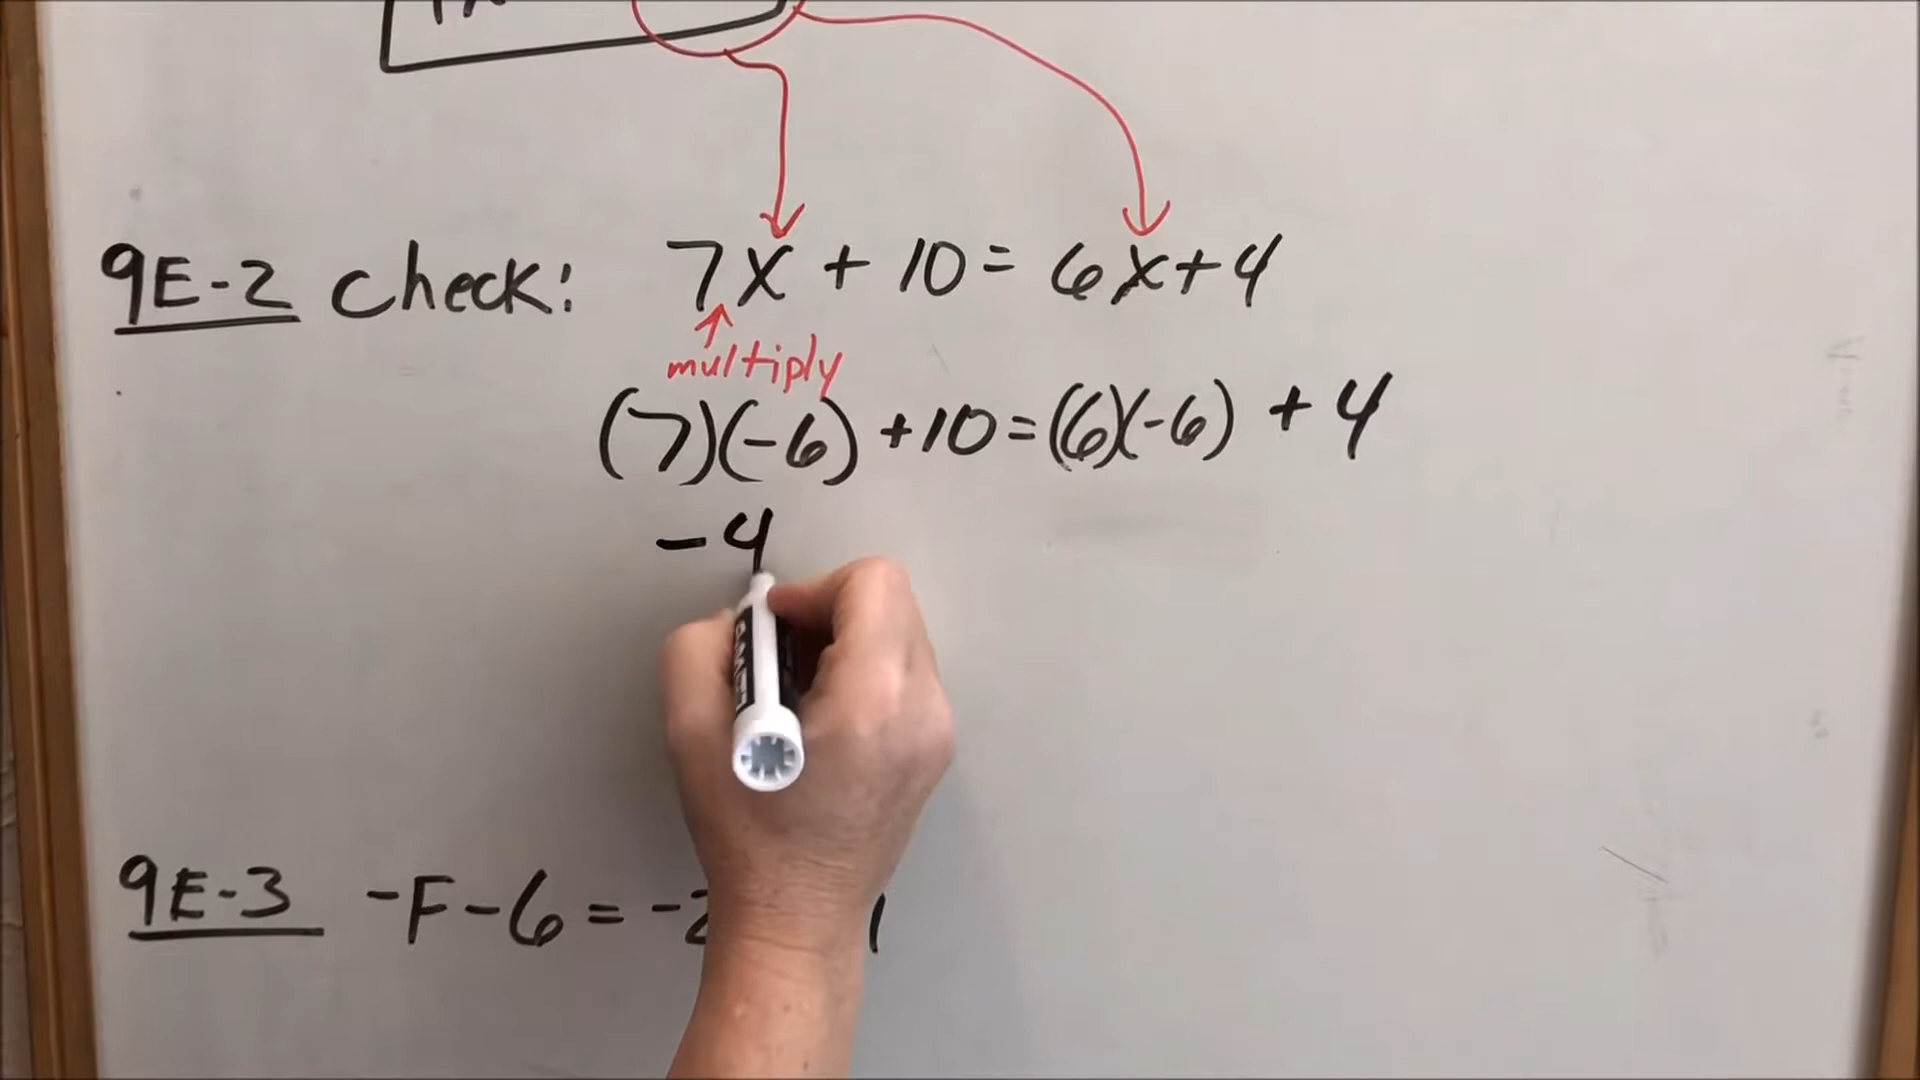 9E-2 check: 7x + 10 = 6x + 4
multiply
(7)(-6) + 10 = (6)(-6) + 4
-4
9E-3 -F-6 = -2